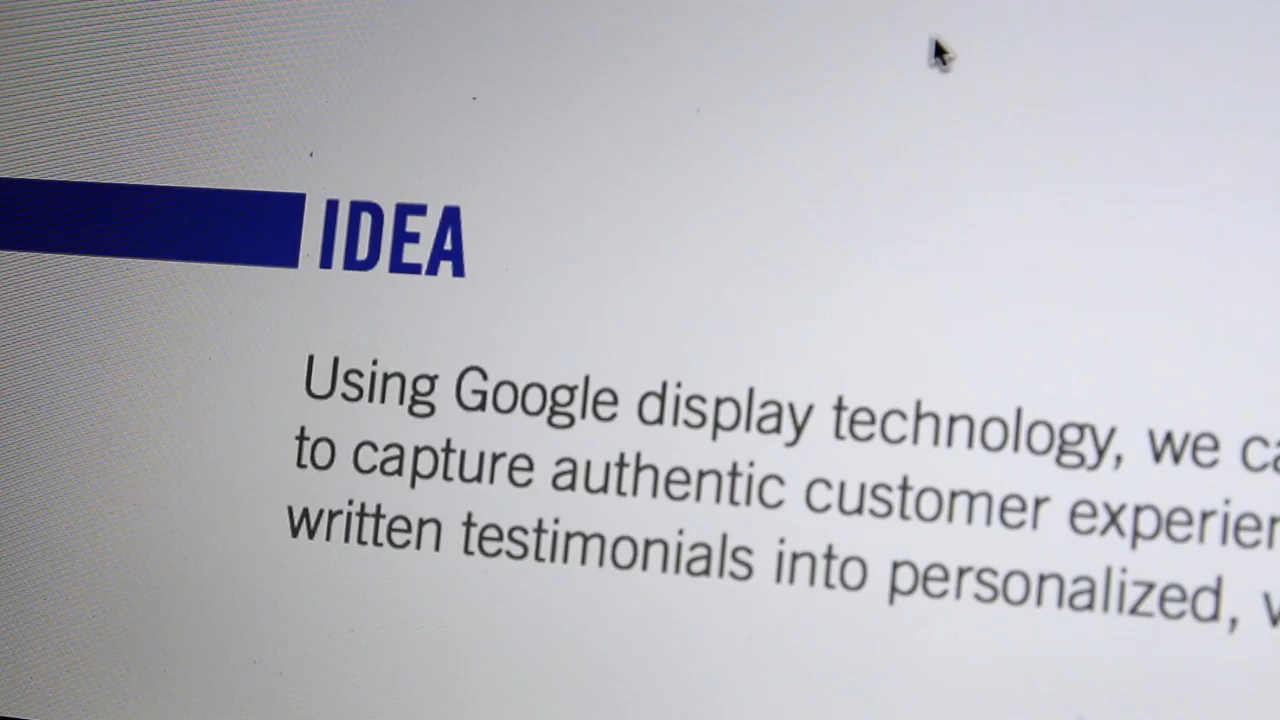 IDEA
Using Google display technology, we
to capture authentic customer
written testimonials into personalized,